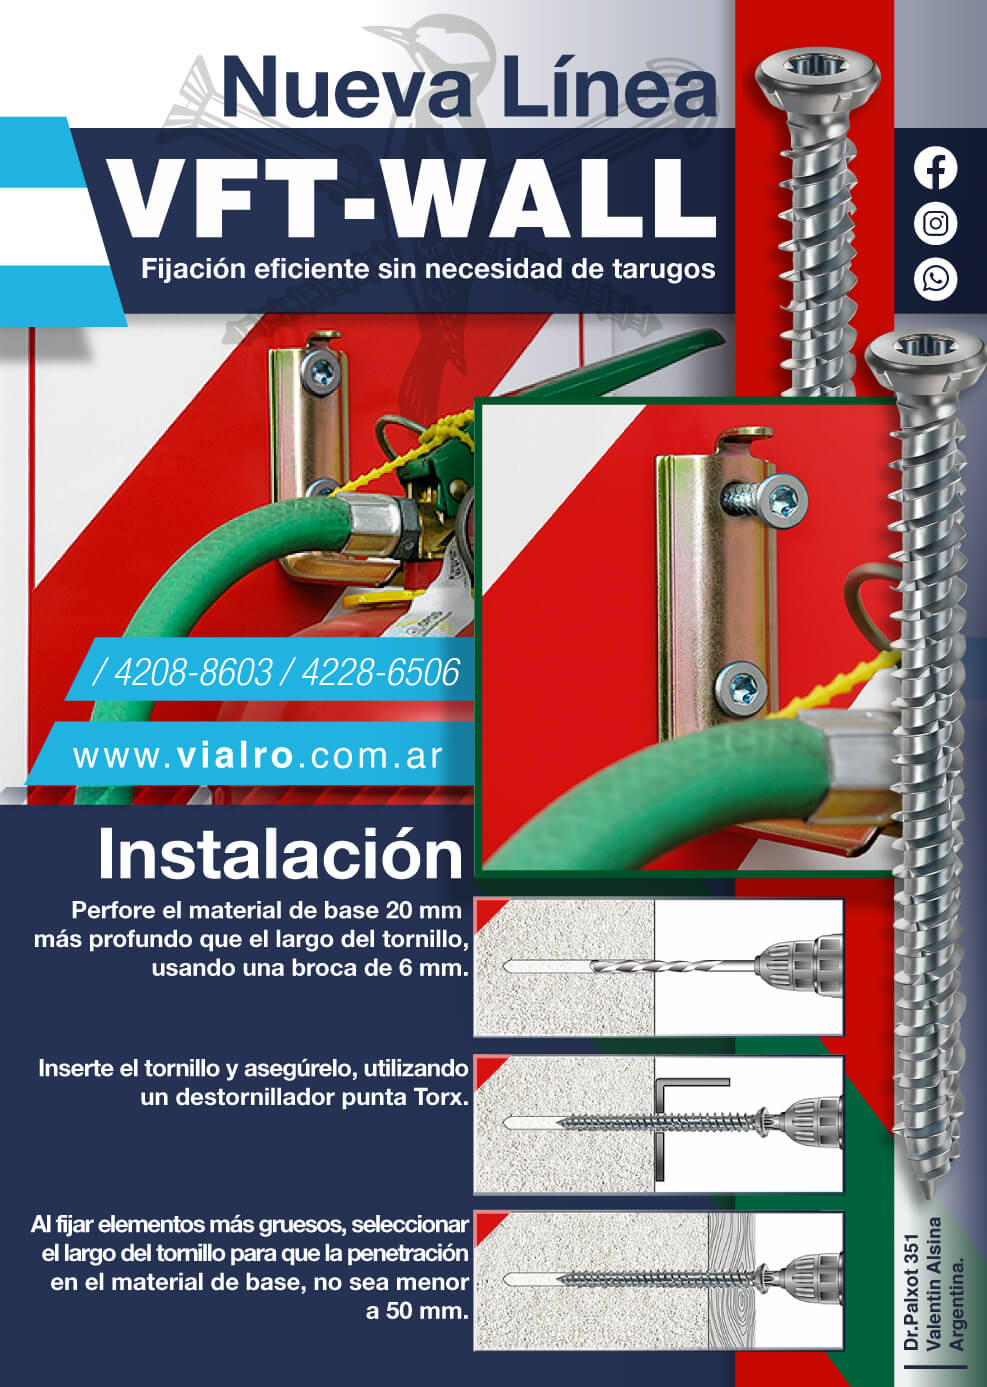 Nueva Línea
VFT-WALL
Fijación eficiente sin necesidad de tarugos
/ 4208-8603 / 4228-6506
www.vialro.com.ar
Instalación
Perfore el material de base 20 mm
más profundo que el largo del tornillo,
usando una broca de 6 mm.
Inserte el tornillo y asegúrelo, utilizando
un destornillador punta Torx.
Al fijar elementos más gruesos, seleccionar
el largo del tornillo para que la penetración
en el material de base, no sea menor
a 50 mm.
Dr.Palxot 351
Valentin Alsina
Argentina.